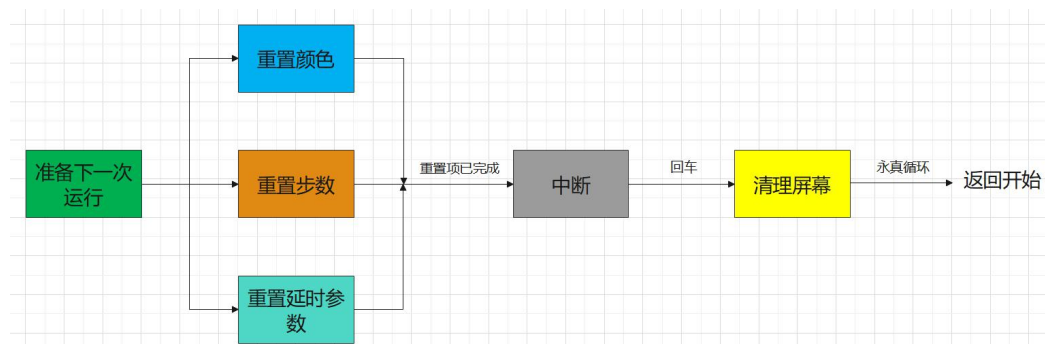 重置颜色
准备下一次
运行
重置步数
重置项已完成
中断
回车
清理屏幕
永真循环
返回开始
重置延时参
数